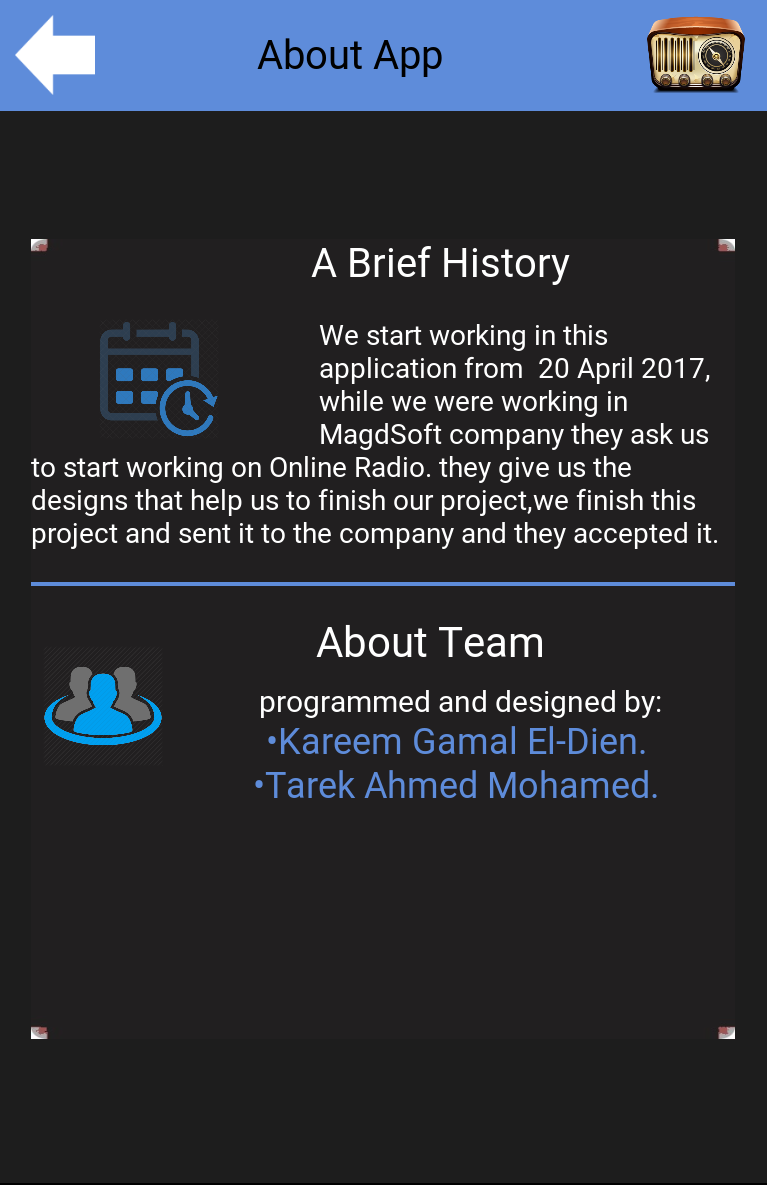 About App
A Brief History
We start working in this
application from  20 April 2017,
while we were working in
MagdSoft company they ask us
to start working on Online Radio. they give us the
designs that help us to finish our project,we finish this
project and sent it to the company and they accepted it.
About Team
programmed and designed by:
•Kareem Gamal El-Dien.
•Tarek Ahmed Mohamed.